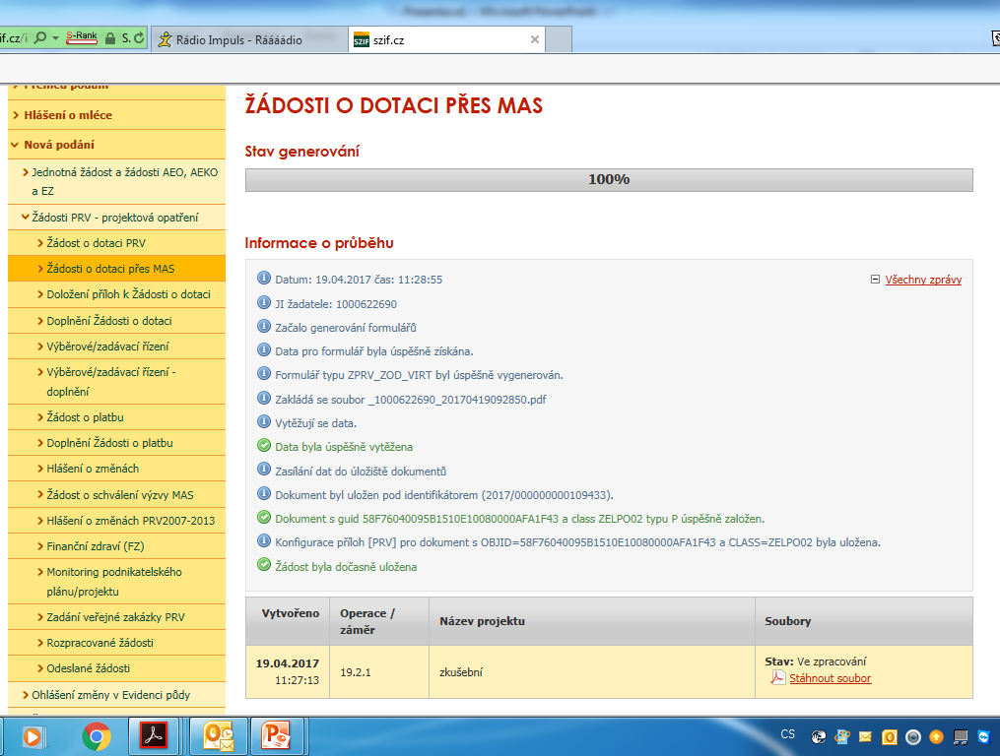 if.cz/i
S-Rank
S.
Rádio Impuls - Ráááádio
SZIF
szif.cz
Přehled podání
Hlášení o mléce
Nová podání
Jednotná žádost a žádosti AEO, AEKO
a EZ
Žádosti PRV - projektová opatření
Žádost o dotaci PRV
Žádosti o dotaci přes MAS
Doložení příloh k Žádosti o dotaci
Doplnění Žádosti o dotaci
Výběrové/zadávací řízení
Výběrové/zadávací řízení -
doplnění
Žádost o platbu
Doplnění Žádosti o platbu
Hlášení o změnách
Žádost o schválení výzvy MAS
Hlášení o změnách PRV2007-2013
Finanční zdraví (FZ)
Monitoring podnikatelského
plánu/projektu
Zadání veřejné zakázky PRV
Rozpracované žádosti
Odeslané žádosti
Ohlášení změny v Evidenci půdy
ŽÁDOSTI O DOTACI PŘES MAS
Stav generování
100%
Informace o průběhu
Datum: 19.04.2017 čas: 11:28:55
Všechny zprávy
JI žadatele: 1000622690
Začalo generování formulářů
Data pro formulář byla úspěšně získána.
Formulář typu ZPRV_ZOD_VIRT byl úspěšně vygenerován.
Zakládá se soubor _1000622690_20170419092850.pdf
Vytěžují se data.
Data byla úspěšně vytěžena
Zasílání dat do úložiště dokumentů
Dokument byl uložen pod identifikátorem (2017/000000000109433).
Dokument s guid 58F76040095B1510E10080000AFA1F43 a class ZELPO02 typu P úspěšně založen.
Konfigurace příloh [PRV] pro dokument s OBJID=58F76040095B1510E10080000AFA1F43 a CLASS=ZELPO02 byla uložena.
Žádost byla dočasně uložena
Vytvořeno
Operace /
záměr
Název projektu
Soubory
19.04.2017
11:27:13
19.2.1
zkušební
Stav: Ve zpracování
Stáhnout soubor
CS